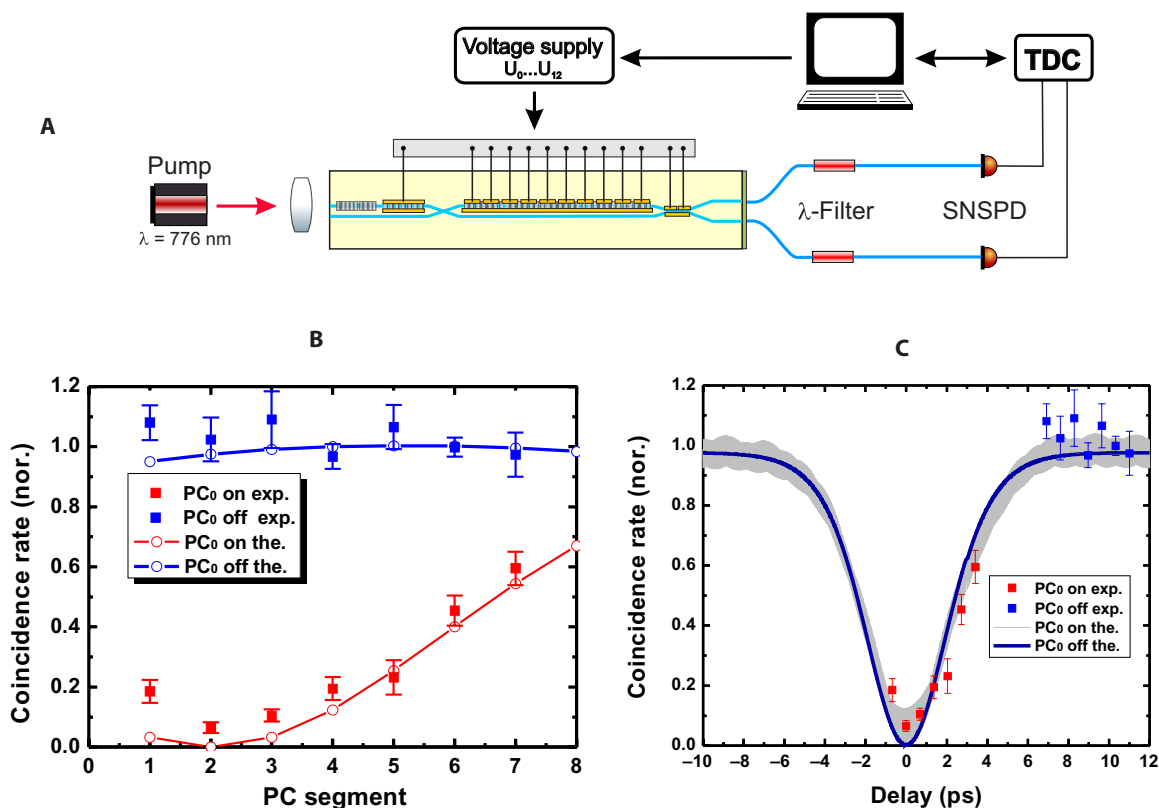 A
Voltage supply
U₀...U₁₂
TDC
Pump
λ = 776 nm
λ-Filter
SNSPD
B
Coincidence rate (nor.)
1.2
1.0
0.8
0.6
0.4
0.2
0.0
PC₀ on exp.
PC₀ off  exp.
PC₀ on the.
PC₀ off the.
0 1 2 3 4 5 6 7 8
PC segment
C
Coincidence rate (nor.)
1.2
1.0
0.8
0.6
0.4
0.2
0.0
PC₀ on exp.
PC₀ off exp.
PC₀ on the.
PC₀ off the.
−10 −8 −6 −4 −2 0 2 4 6 8 10 12
Delay (ps)